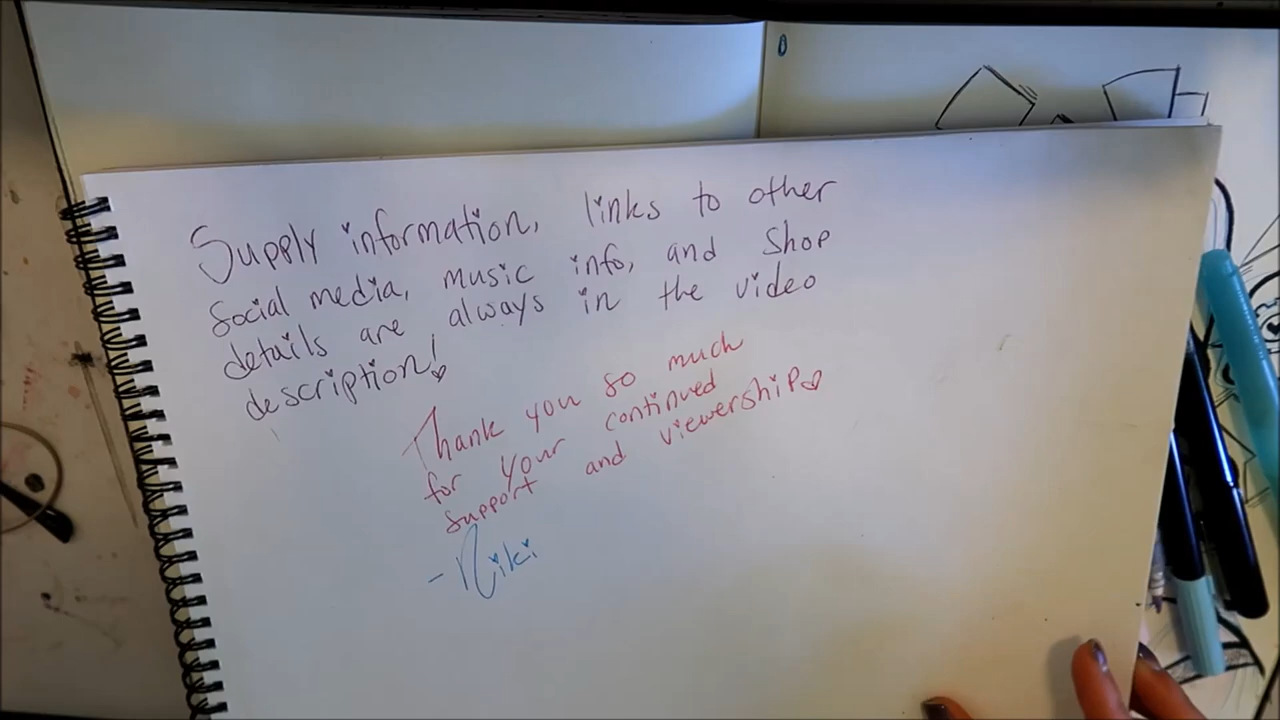 Supply information, links to other
Social media, music info, and Shop
details are always in the video
description!
Thank you so much
for your continued
support and viewership
-Niki